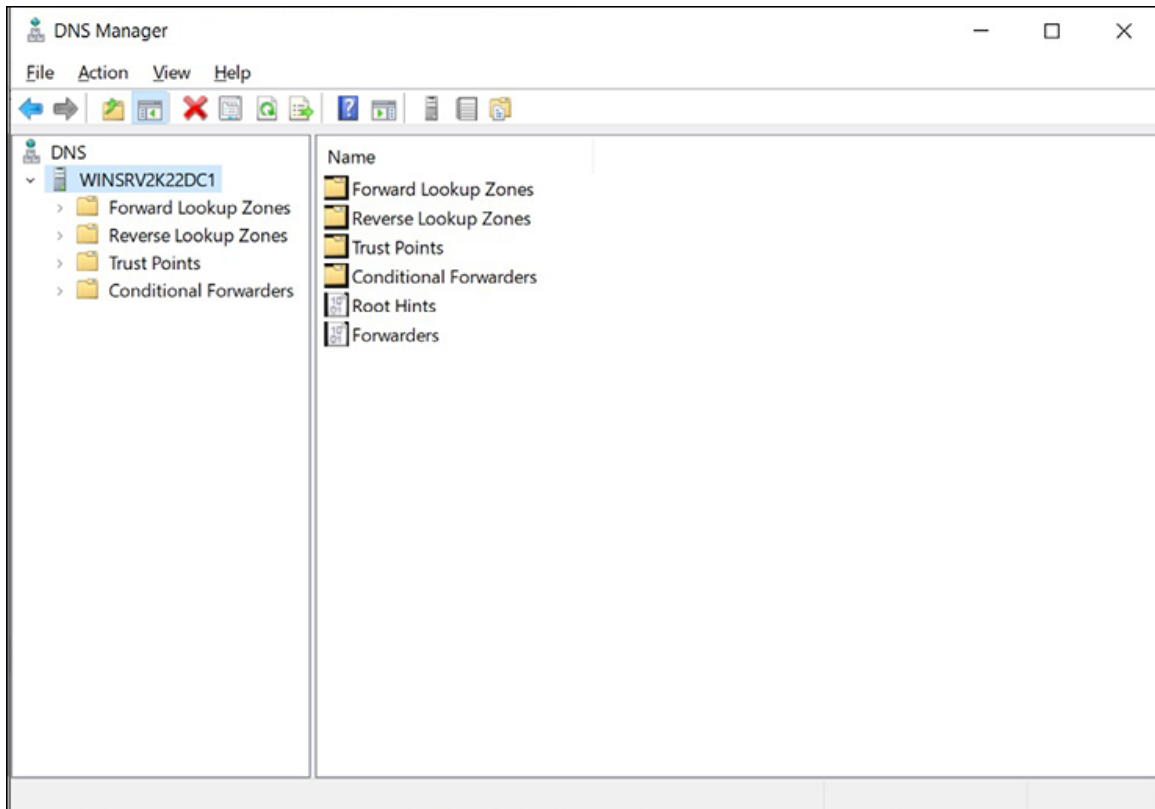 DNS Manager
File Action View Help
DNS
WINSRV2K22DC1
Forward Lookup Zones
Reverse Lookup Zones
Trust Points
Conditional Forwarders
Name
Forward Lookup Zones
Reverse Lookup Zones
Trust Points
Conditional Forwarders
Root Hints
Forwarders